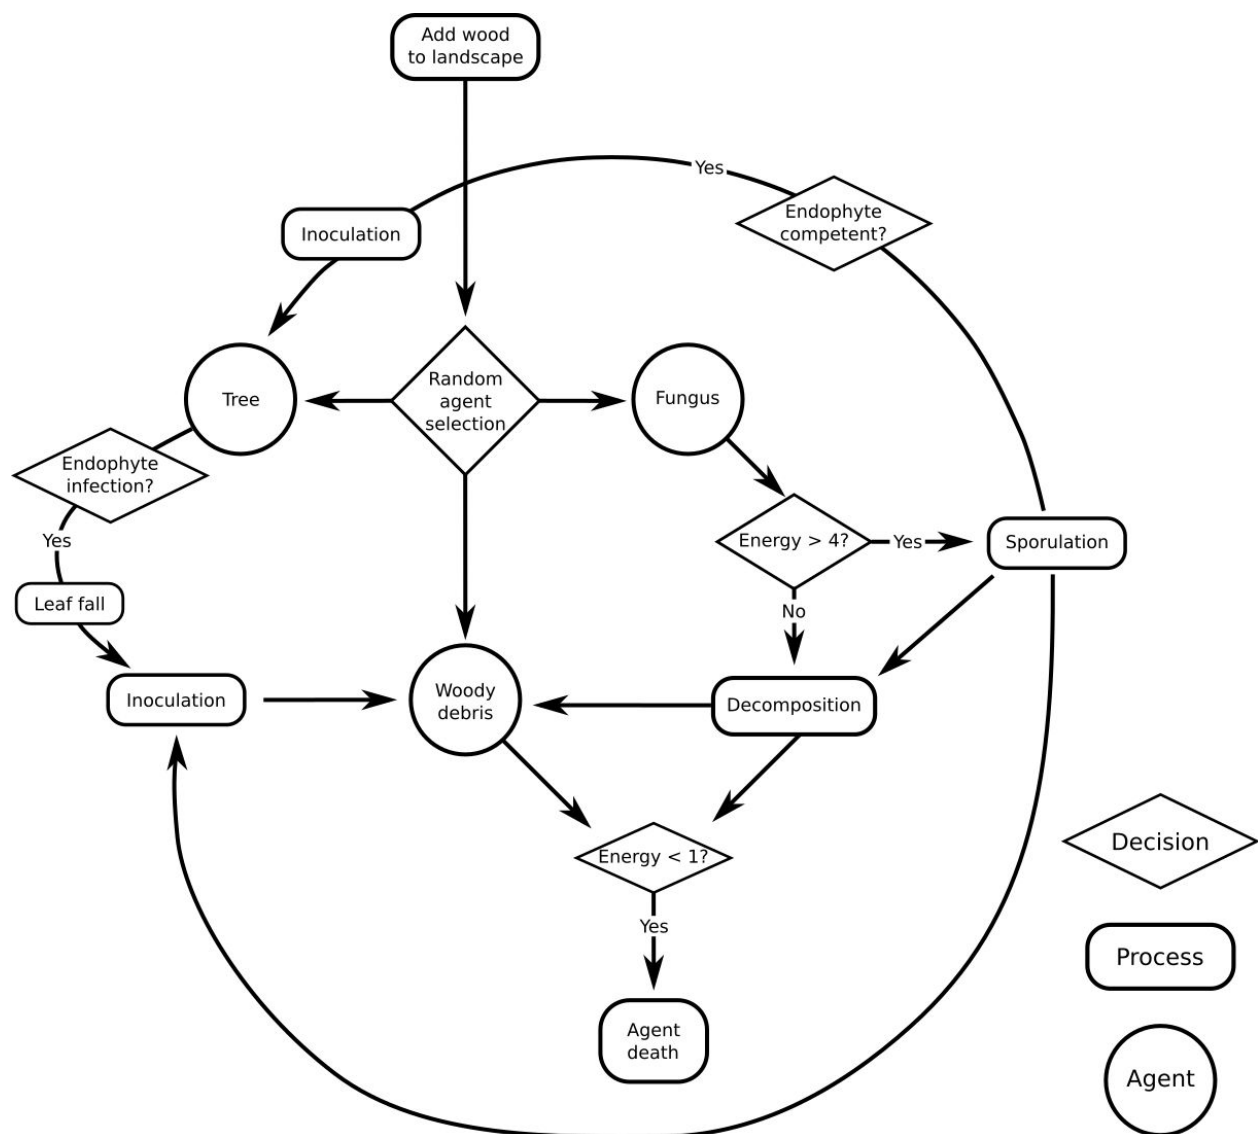 Add wood
to landscape
Yes
Endophyte
competent?
Inoculation
Random
agent
selection
Tree
Fungus
Endophyte
infection?
Yes
Energy > 4?
Yes
Sporulation
Leaf fall
No
Inoculation
Woody
debris
Decomposition
Energy < 1?
Yes
Agent
death
Decision
Process
Agent